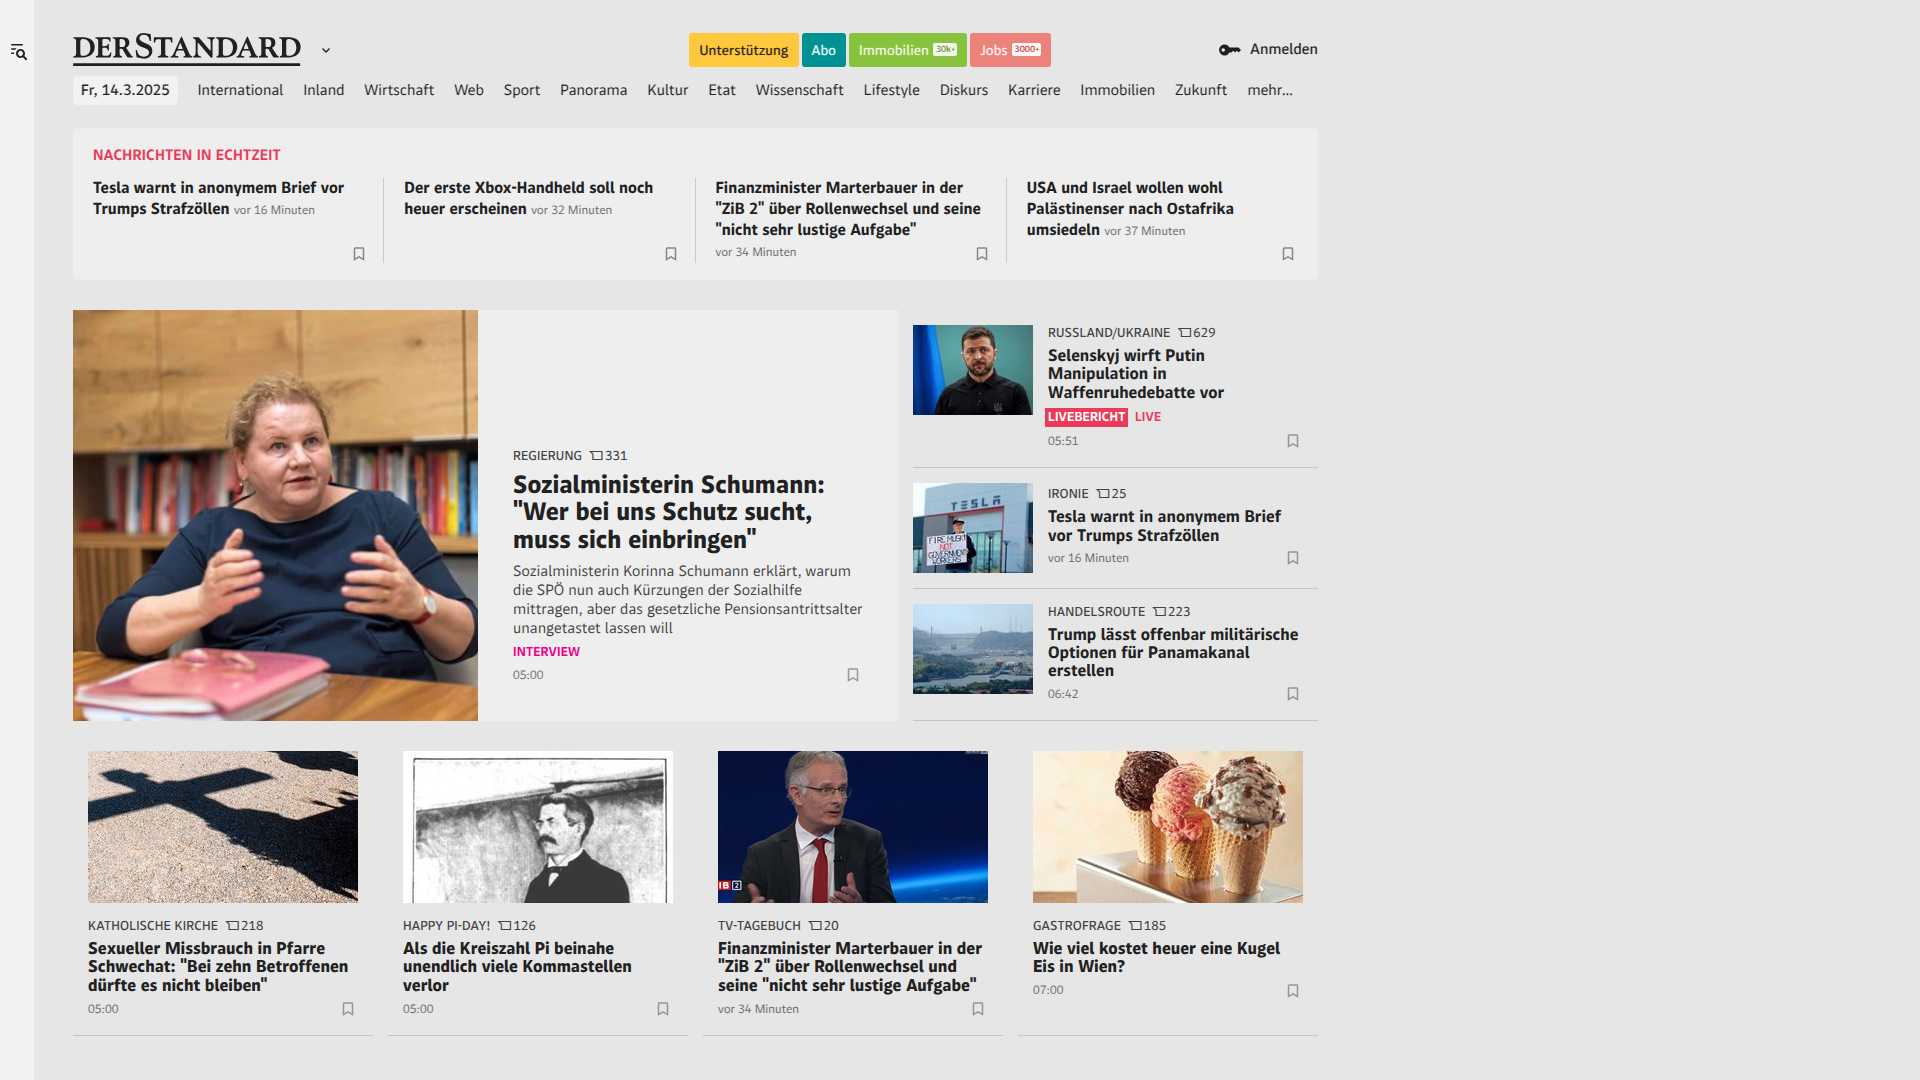 DERSTANDARD
Unterstützung
Abo
Immobilien 30k+
Jobs 3000+
Anmelden
Fr, 14.3.2025
International
Inland
Wirtschaft
Web
Sport
Panorama
Kultur
Etat
Wissenschaft
Lifestyle
Diskurs
Karriere
Immobilien
Zukunft
mehr...
NACHRICHTEN IN ECHTZEIT
Tesla warnt in anonymem Brief vor
Trumps Strafzöllen vor 16 Minuten
Der erste Xbox-Handheld soll noch
heuer erscheinen vor 32 Minuten
Finanzminister Marterbauer in der
"ZiB 2" über Rollenwechsel und seine
"nicht sehr lustige Aufgabe"
vor 34 Minuten
USA und Israel wollen wohl
Palästinenser nach Ostafrika
umsiedeln vor 37 Minuten
REGIERUNG 331
Sozialministerin Schumann:
"Wer bei uns Schutz sucht,
muss sich einbringen"
Sozialministerin Korinna Schumann erklärt, warum
die SPÖ nun auch Kürzungen der Sozialhilfe
mittragen, aber das gesetzliche Pensionsantrittsalter
unangetastet lassen will
INTERVIEW
05:00
RUSSLAND/UKRAINE 629
Selenskyj wirft Putin
Manipulation in
Waffenruhedebatte vor
LIVEBERICHT LIVE
05:51
TESLA
FIRE MUSK
NOT
GOVERNMENT
WORKERS
IRONIE 25
Tesla warnt in anonymem Brief
vor Trumps Strafzöllen
vor 16 Minuten
HANDELSROUTE 223
Trump lässt offenbar militärische
Optionen für Panamakanal
erstellen
06:42
KATHOLISCHE KIRCHE 218
Sexueller Missbrauch in Pfarre
Schwechat: "Bei zehn Betroffenen
dürfte es nicht bleiben"
05:00
HAPPY PI-DAY! 126
Als die Kreiszahl Pi beinahe
unendlich viele Kommastellen
verlor
05:00
IB 2
TV-TAGEBUCH 20
Finanzminister Marterbauer in der
"ZiB 2" über Rollenwechsel und
seine "nicht sehr lustige Aufgabe"
vor 34 Minuten
GASTROFRAGE 185
Wie viel kostet heuer eine Kugel
Eis in Wien?
07:00